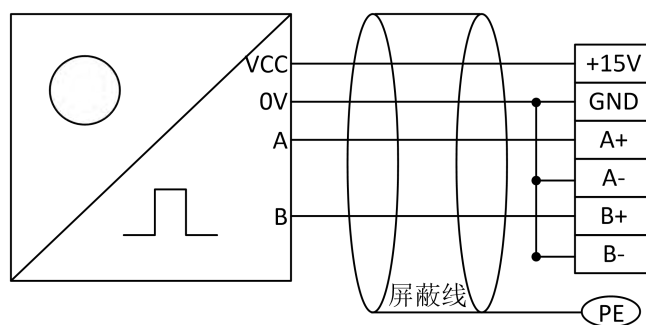 VCC +15V
0V GND
A A+
A-
B B+
B-
屏蔽线
PE